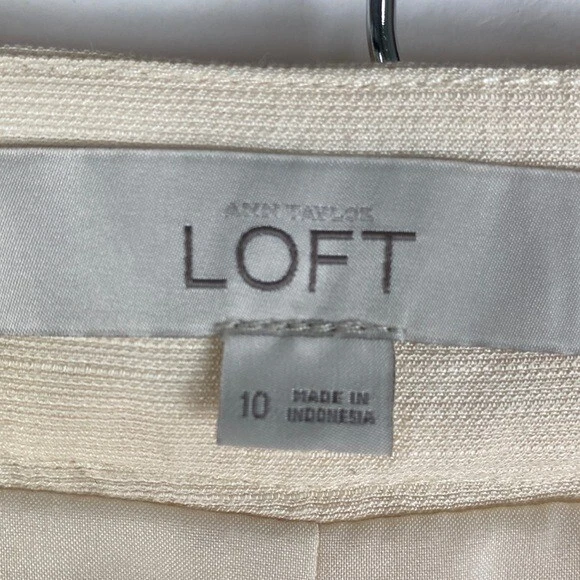 ANN TAYLOR
LOFT
10
MADE IN
INDONESIA